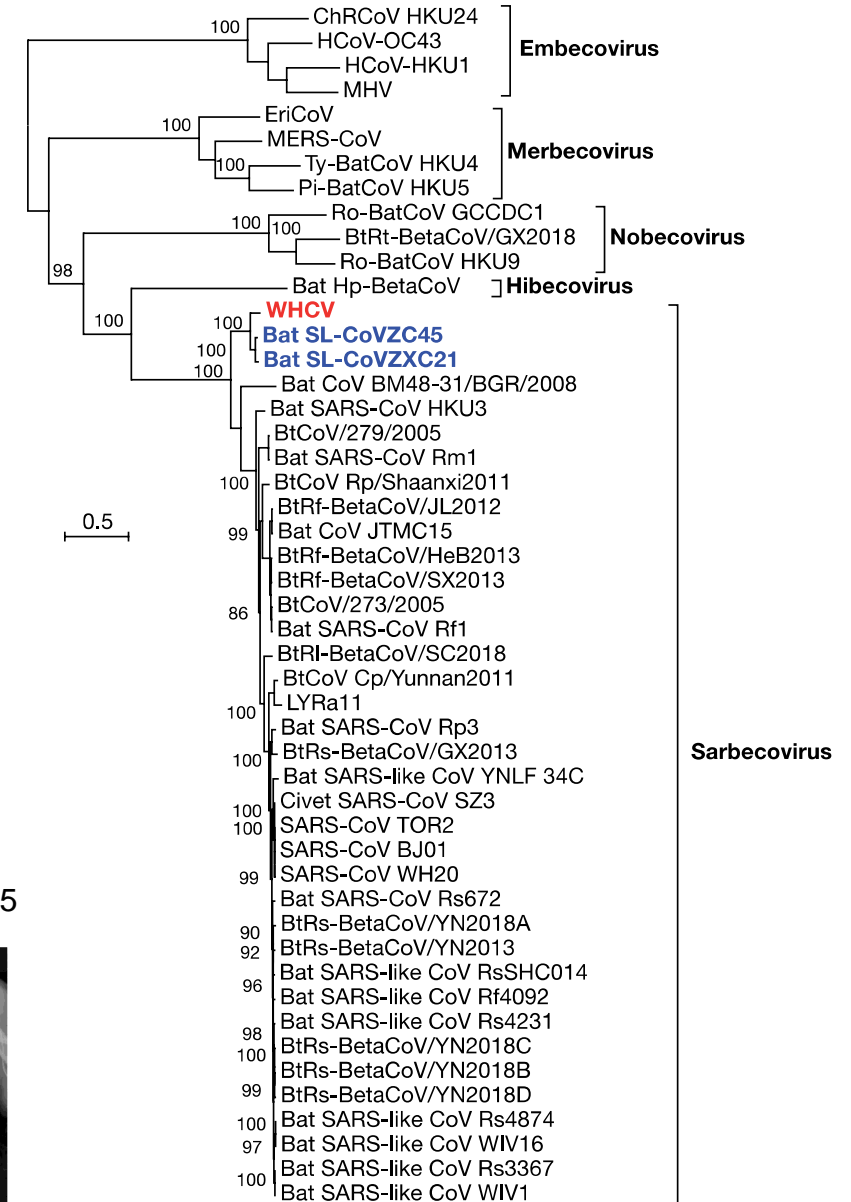 ChRCoV HKU24
100
HCoV-OC43
Embecovirus
HCoV-HKU1
MHV
EriCoV
100
MERS-CoV
Merbecovirus
100
Ty-BatCoV HKU4
Pi-BatCoV HKU5
Ro-BatCoV GCCDC1
100
100
BtRt-BetaCoV/GX2018
Nobecovirus
Ro-BatCoV HKU9
98
Bat Hp-BetaCoV
Hibecovirus
WHCV
100
100
Bat SL-CoVZC45
100
Bat SL-CoVZXC21
100
Bat CoV BM48-31/BGR/2008
Bat SARS-CoV HKU3
BtCoV/279/2005
Bat SARS-CoV Rm1
100
BtCoV Rp/Shaanxi2011
BtRf-BetaCoV/JL2012
0.5
99
Bat CoV JTMC15
BtRf-BetaCoV/HeB2013
BtRf-BetaCoV/SX2013
86
BtCoV/273/2005
Bat SARS-CoV Rf1
BtRl-BetaCoV/SC2018
BtCoV Cp/Yunnan2011
LYRa11
100
Bat SARS-CoV Rp3
100
BtRs-BetaCoV/GX2013
Sarbecovirus
Bat SARS-like CoV YNLF 34C
Civet SARS-CoV SZ3
100
100
SARS-CoV TOR2
SARS-CoV BJ01
99
SARS-CoV WH20
5
Bat SARS-CoV Rs672
BtRs-BetaCoV/YN2018A
90
BtRs-BetaCoV/YN2013
92
Bat SARS-like CoV RsSHC014
96
Bat SARS-like CoV Rf4092
Bat SARS-like CoV Rs4231
98
BtRs-BetaCoV/YN2018C
100
BtRs-BetaCoV/YN2018B
99
BtRs-BetaCoV/YN2018D
100
Bat SARS-like CoV Rs4874
97
Bat SARS-like CoV WIV16
Bat SARS-like CoV Rs3367
100
Bat SARS-like CoV WIV1